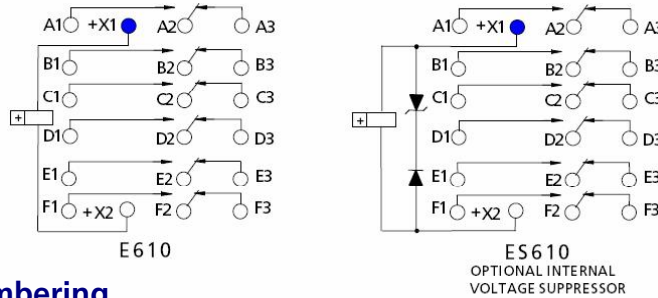 A1 +X1 A2 A3
B1 B2 B3
C1 C2 C3
+
D1 D2 D3
E1 E2 E3
F1 +X2 F2 F3
E610
A1 +X1 A2 A3
B1 B2 B3
C1 C2 C3
+
D1 D2 D3
E1 E2 E3
F1 +X2 F2 F3
ES610
OPTIONAL INTERNAL
VOLTAGE SUPPRESSOR
mbering